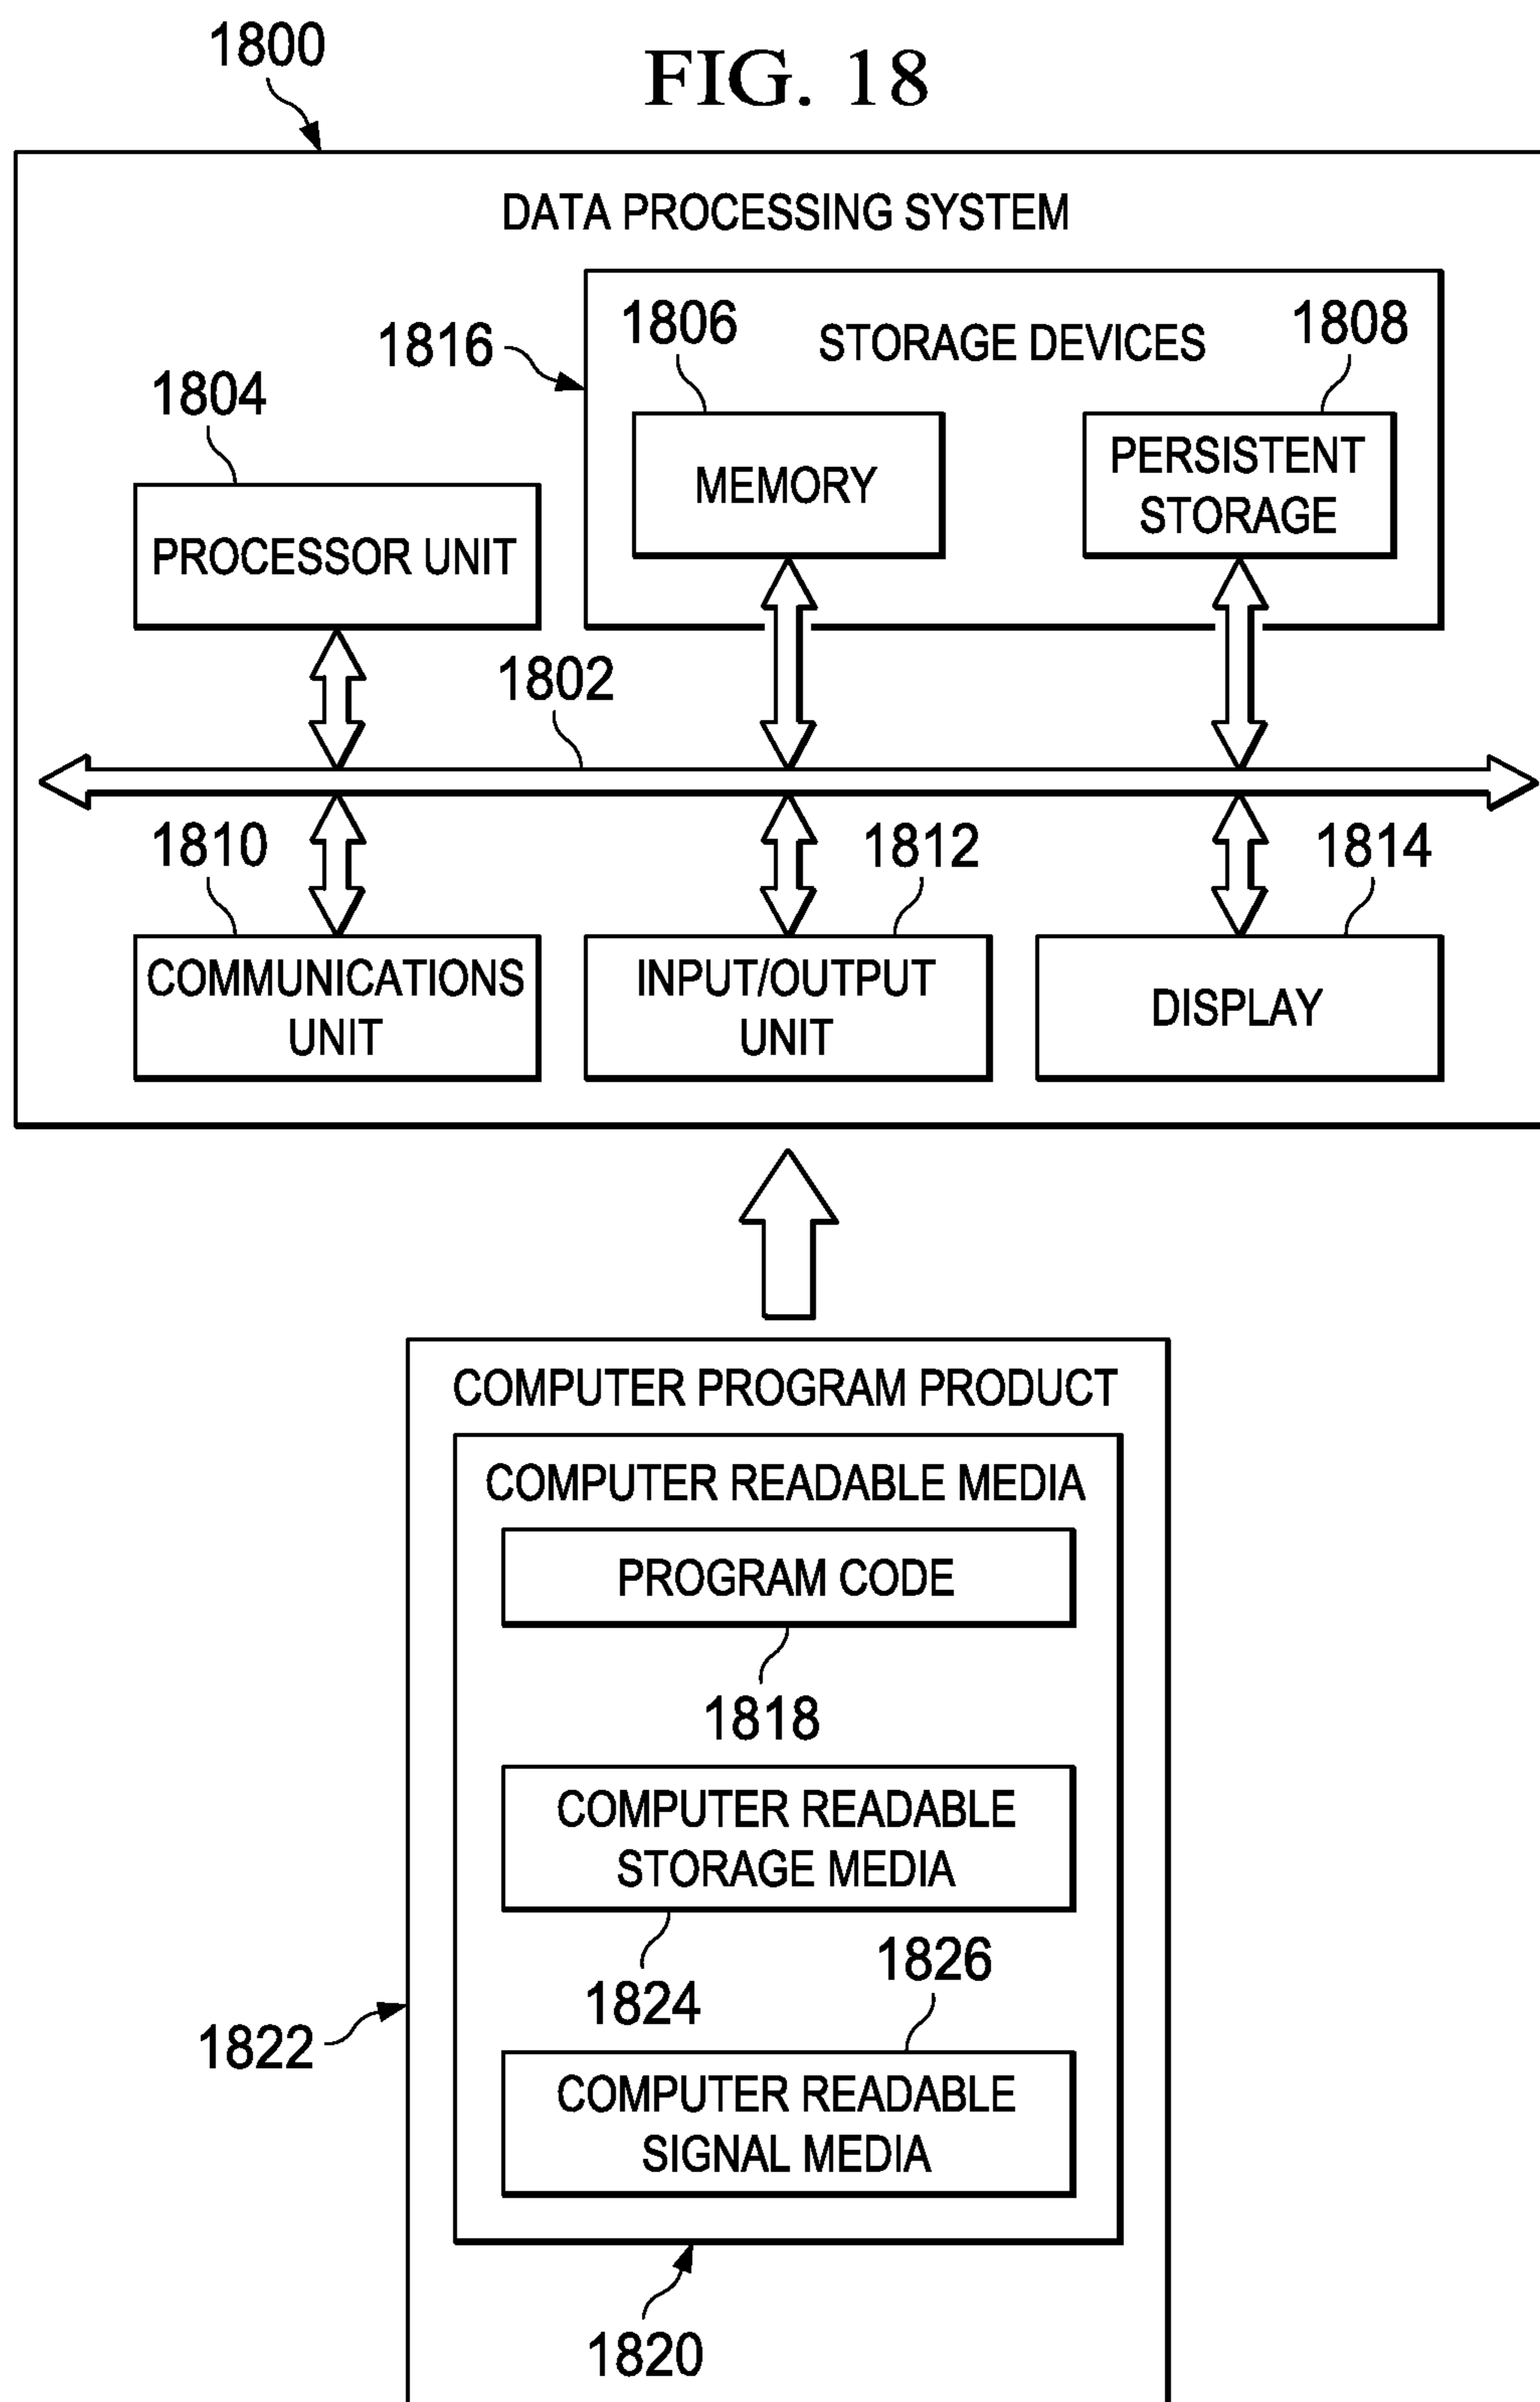 1800
FIG. 18
DATA PROCESSING SYSTEM
1816
1806
STORAGE DEVICES
1808
1804
MEMORY
PERSISTENT
STORAGE
PROCESSOR UNIT
1802
1810
1812
1814
COMMUNICATIONS
UNIT
INPUT/OUTPUT
UNIT
DISPLAY
COMPUTER PROGRAM PRODUCT
COMPUTER READABLE MEDIA
PROGRAM CODE
1818
COMPUTER READABLE
STORAGE MEDIA
1824
1826
1822
COMPUTER READABLE
SIGNAL MEDIA
1820